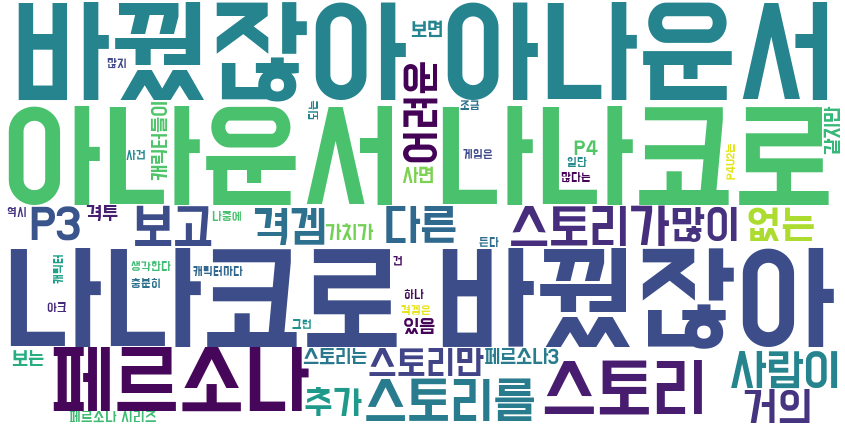 바꿨잖아 아나운서
많지
보면
아나운서 나나코로
캐릭터들이
되는
어려운
조금
같지만
사건
게임은
P4
일단
P4U2는
사면
많다는
역시
P3
격투
보고
나중에
격겜
가치가
다른
스토리가
많이
없는
든다
나나코로 바꿨잖아
캐릭터
생각한다
충분히
캐릭터마다
건
아크
하나
격겜은
그런
있음
보는
페르소나
스토리는
스토리만
페르소나3
사람이
추가
스토리를
스토리
거의
페르소나 시리즈